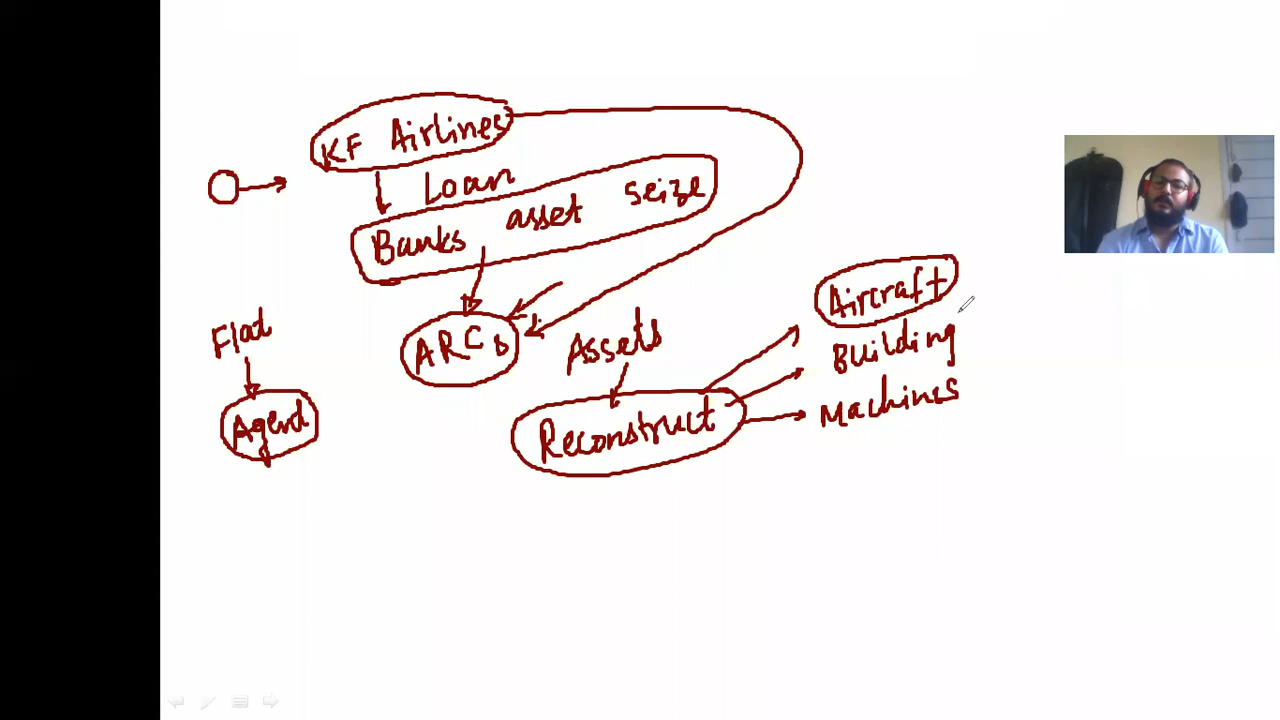 KF Airlines
Loan
Banks asset seize
ARCs
Assets
Aircraft
Building
Machines
Reconstruct
Flat
Agent